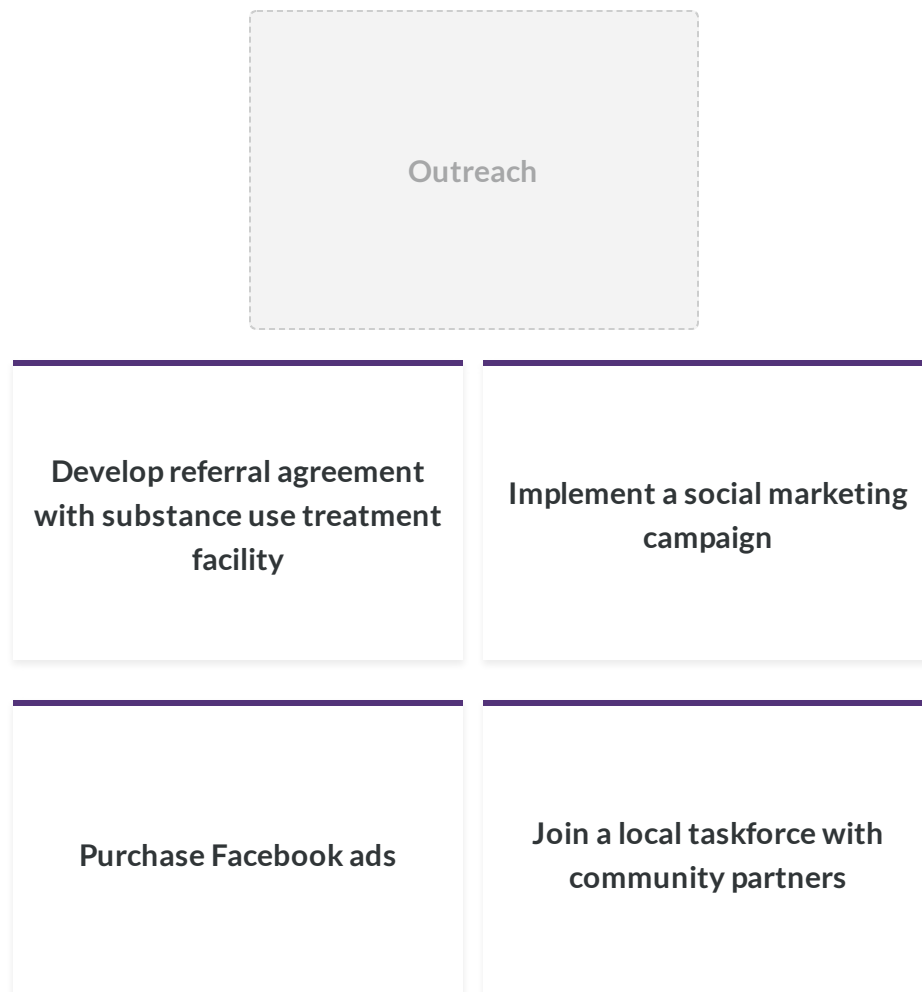 Outreach
Develop referral agreement
with substance use treatment
facility
Implement a social marketing
campaign
Purchase Facebook ads
Join a local taskforce with
community partners